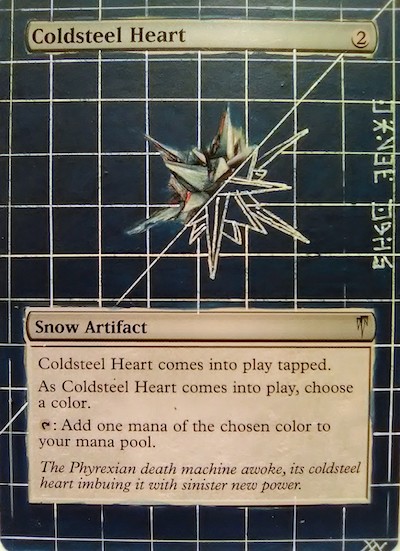 Coldsteel Heart 2
Snow Artifact
Coldsteel Heart comes into play tapped.
As Coldsteel Heart comes into play, choose
a color.
: Add one mana of the chosen color to
your mana pool.
The Phyrexian death machine awoke, its coldsteel
heart imbuing it with sinister new power.